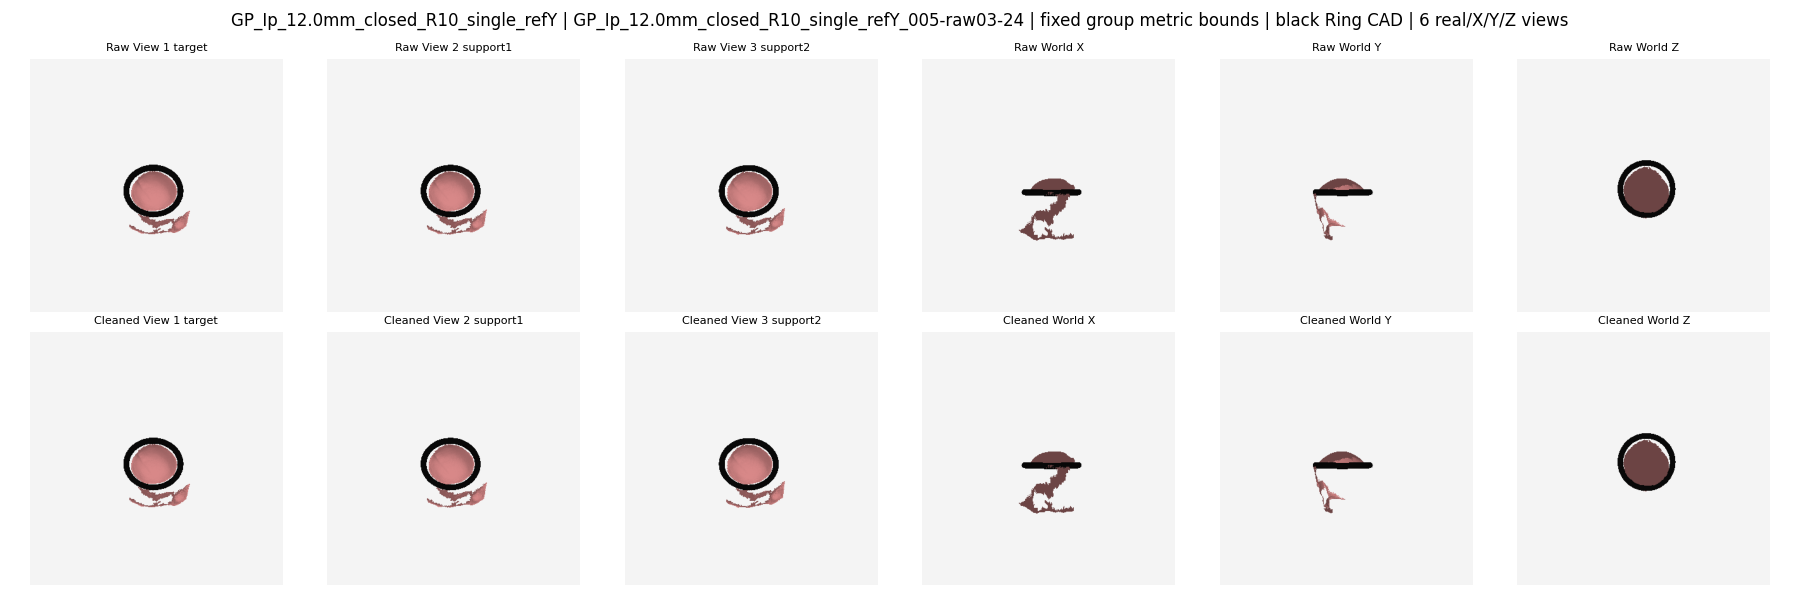 GP_Ip_12.0mm_closed_R10_single_refY | GP_Ip_12.0mm_closed_R10_single_refY_005-raw03-24 | fixed group metric bounds | black Ring CAD | 6 real/X/Y/Z views
Raw View 1 target
Raw View 2 support1
Raw View 3 support2
Raw World X
Raw World Y
Raw World Z
Cleaned View 1 target
Cleaned View 2 support1
Cleaned View 3 support2
Cleaned World X
Cleaned World Y
Cleaned World Z